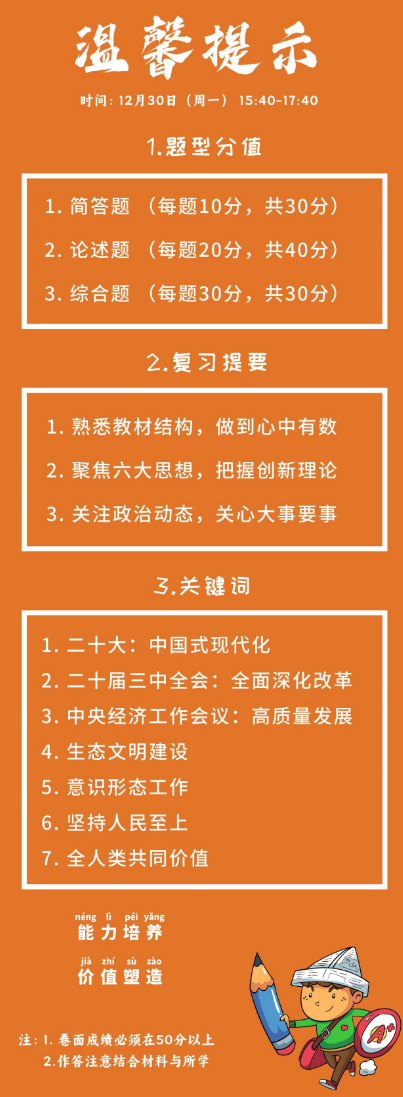 温馨提示
时间: 12月30日（周一） 15:40-17:40
1.题型分值
1. 简答题 （每题10分，共30分）
2. 论述题 （每题20分，共40分）
3. 综合题 （每题30分，共30分）
2.复习提要
1. 熟悉教材结构，做到心中有数
2. 聚焦六大思想，把握创新理论
3. 关注政治动态，关心大事要事
3.关键词
1. 二十大：中国式现代化
2. 二十届三中全会：全面深化改革
3. 中央经济工作会议：高质量发展
4. 生态文明建设
5. 意识形态工作
6. 坚持人民至上
7. 全人类共同价值
néng lì péi yǎng
能力培养
jià zhí sù zào
价值塑造
注: 1. 卷面成绩必须在50分以上
2.作答注意结合材料与所学
A+